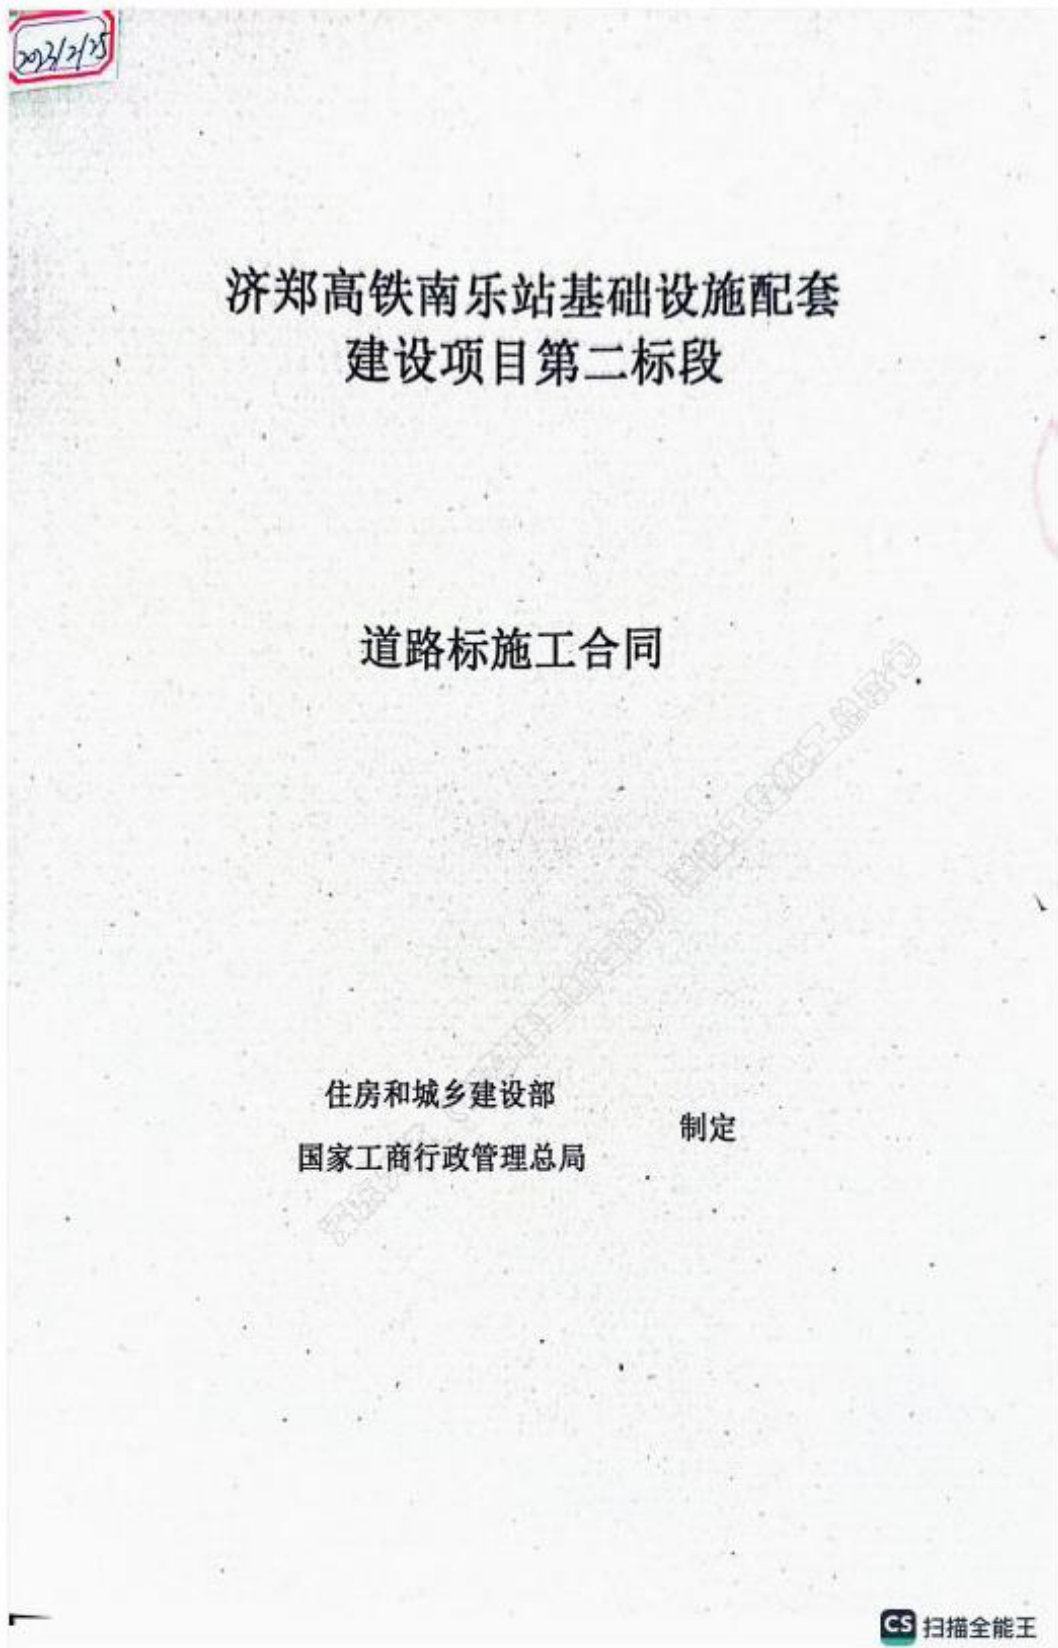 济郑高铁南乐站基础设施配套
建设项目第二标段
道路标施工合同
住房和城乡建设部
国家工商行政管理总局
制定
CS 扫描全能王